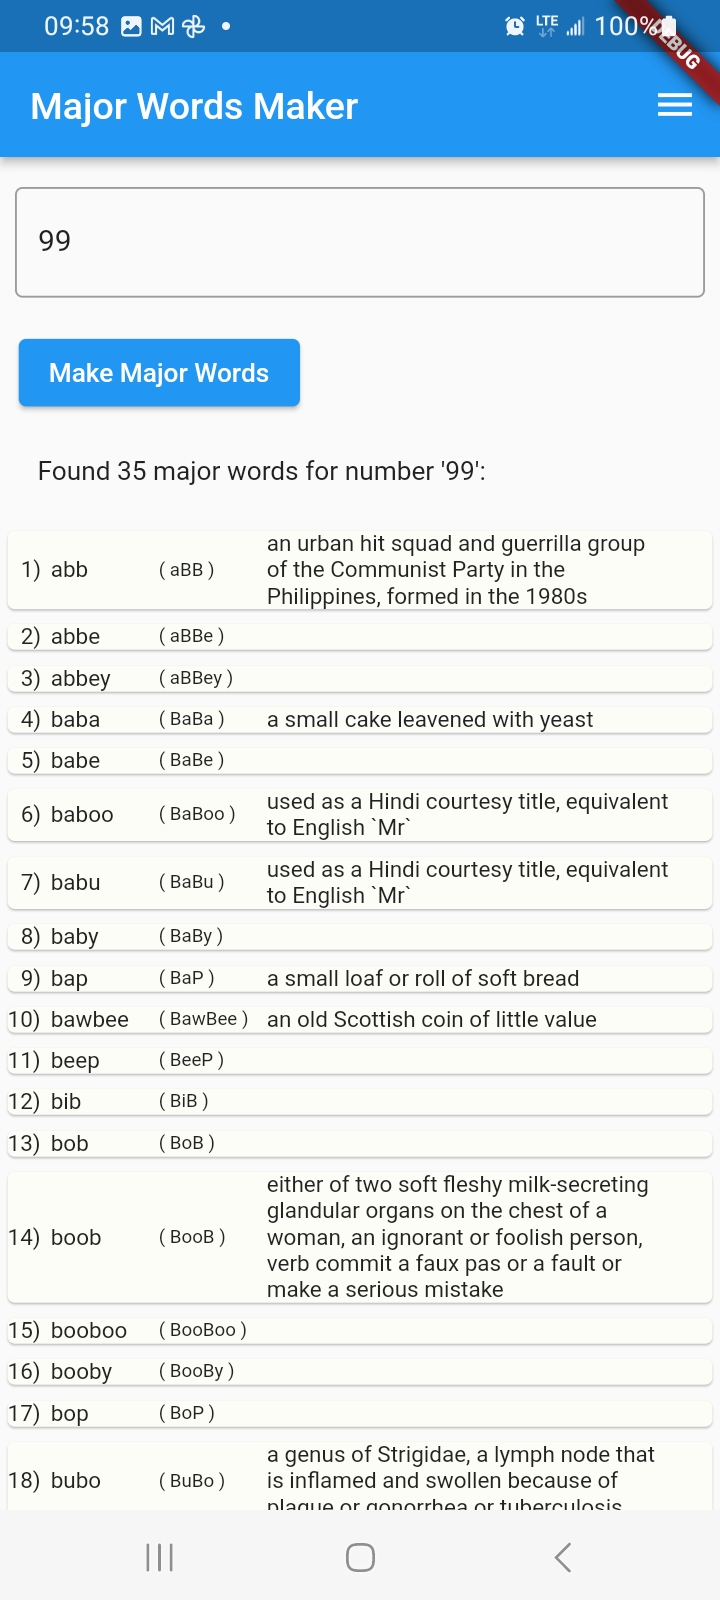 09:58 LTE 100%
DEBUG
Major Words Maker
99
Make Major Words
Found 35 major words for number '99':
1) abb ( aBB ) an urban hit squad and guerrilla group
of the Communist Party in the
Philippines, formed in the 1980s
2) abbe ( aBBe )
3) abbey ( aBBey )
4) baba ( BaBa ) a small cake leavened with yeast
5) babe ( BaBe )
6) baboo ( BaBoo ) used as a Hindi courtesy title, equivalent
to English `Mr`
7) babu ( BaBu ) used as a Hindi courtesy title, equivalent
to English `Mr`
8) baby ( BaBy )
9) bap ( BaP ) a small loaf or roll of soft bread
10) bawbee ( BawBee ) an old Scottish coin of little value
11) beep ( BeeP )
12) bib ( BiB )
13) bob ( BoB )
14) boob ( BooB ) either of two soft fleshy milk-secreting
glandular organs on the chest of a
woman, an ignorant or foolish person,
verb commit a faux pas or a fault or
make a serious mistake
15) booboo ( BooBoo )
16) booby ( BooBy )
17) bop ( BoP )
18) bubo ( BuBo ) a genus of Strigidae, a lymph node that
is inflamed and swollen because of
plague or gonorrhea or tuberculosis